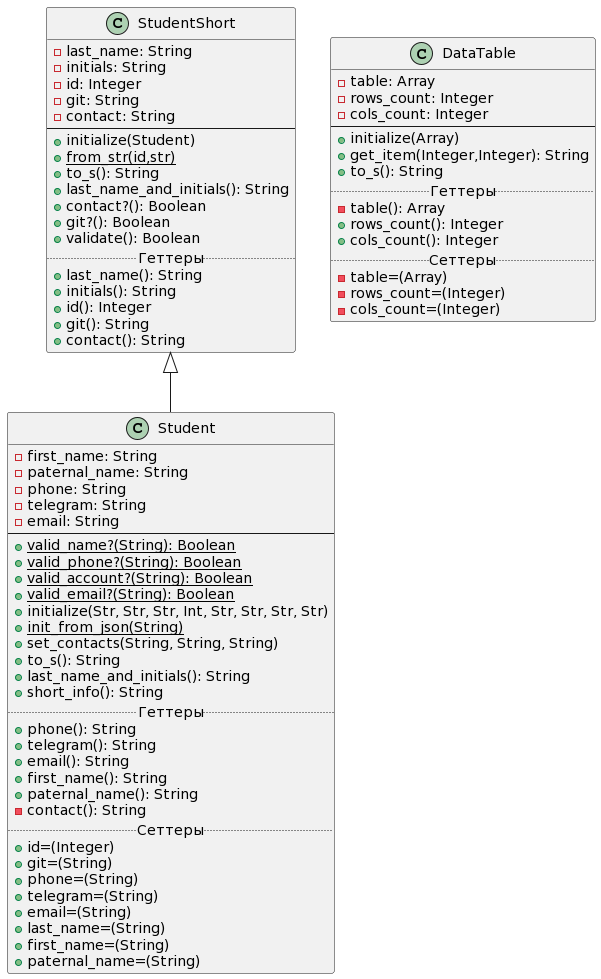 C StudentShort
last_name: String
initials: String
id: Integer
git: String
contact: String
initialize(Student)
from_str(id,str)
to_s(): String
last_name_and_initials(): String
contact?(): Boolean
git?(): Boolean
validate(): Boolean
Геттеры
last_name(): String
initials(): String
id(): Integer
git(): String
contact(): String
C DataTable
table: Array
rows_count: Integer
cols_count: Integer
initialize(Array)
get_item(Integer,Integer): String
to_s(): String
Геттеры
table(): Array
rows_count(): Integer
cols_count(): Integer
Сеттеры
table=(Array)
rows_count=(Integer)
cols_count=(Integer)
C Student
first_name: String
paternal_name: String
phone: String
telegram: String
email: String
valid_name?(String): Boolean
valid_phone?(String): Boolean
valid_account?(String): Boolean
valid_email?(String): Boolean
initialize(Str, Str, Str, Int, Str, Str, Str, Str)
init_from_json(String)
set_contacts(String, String, String)
to_s(): String
last_name_and_initials(): String
short_info(): String
Геттеры
phone(): String
telegram(): String
email(): String
first_name(): String
paternal_name(): String
contact(): String
Сеттеры
id=(Integer)
git=(String)
phone=(String)
telegram=(String)
email=(String)
last_name=(String)
first_name=(String)
paternal_name=(String)